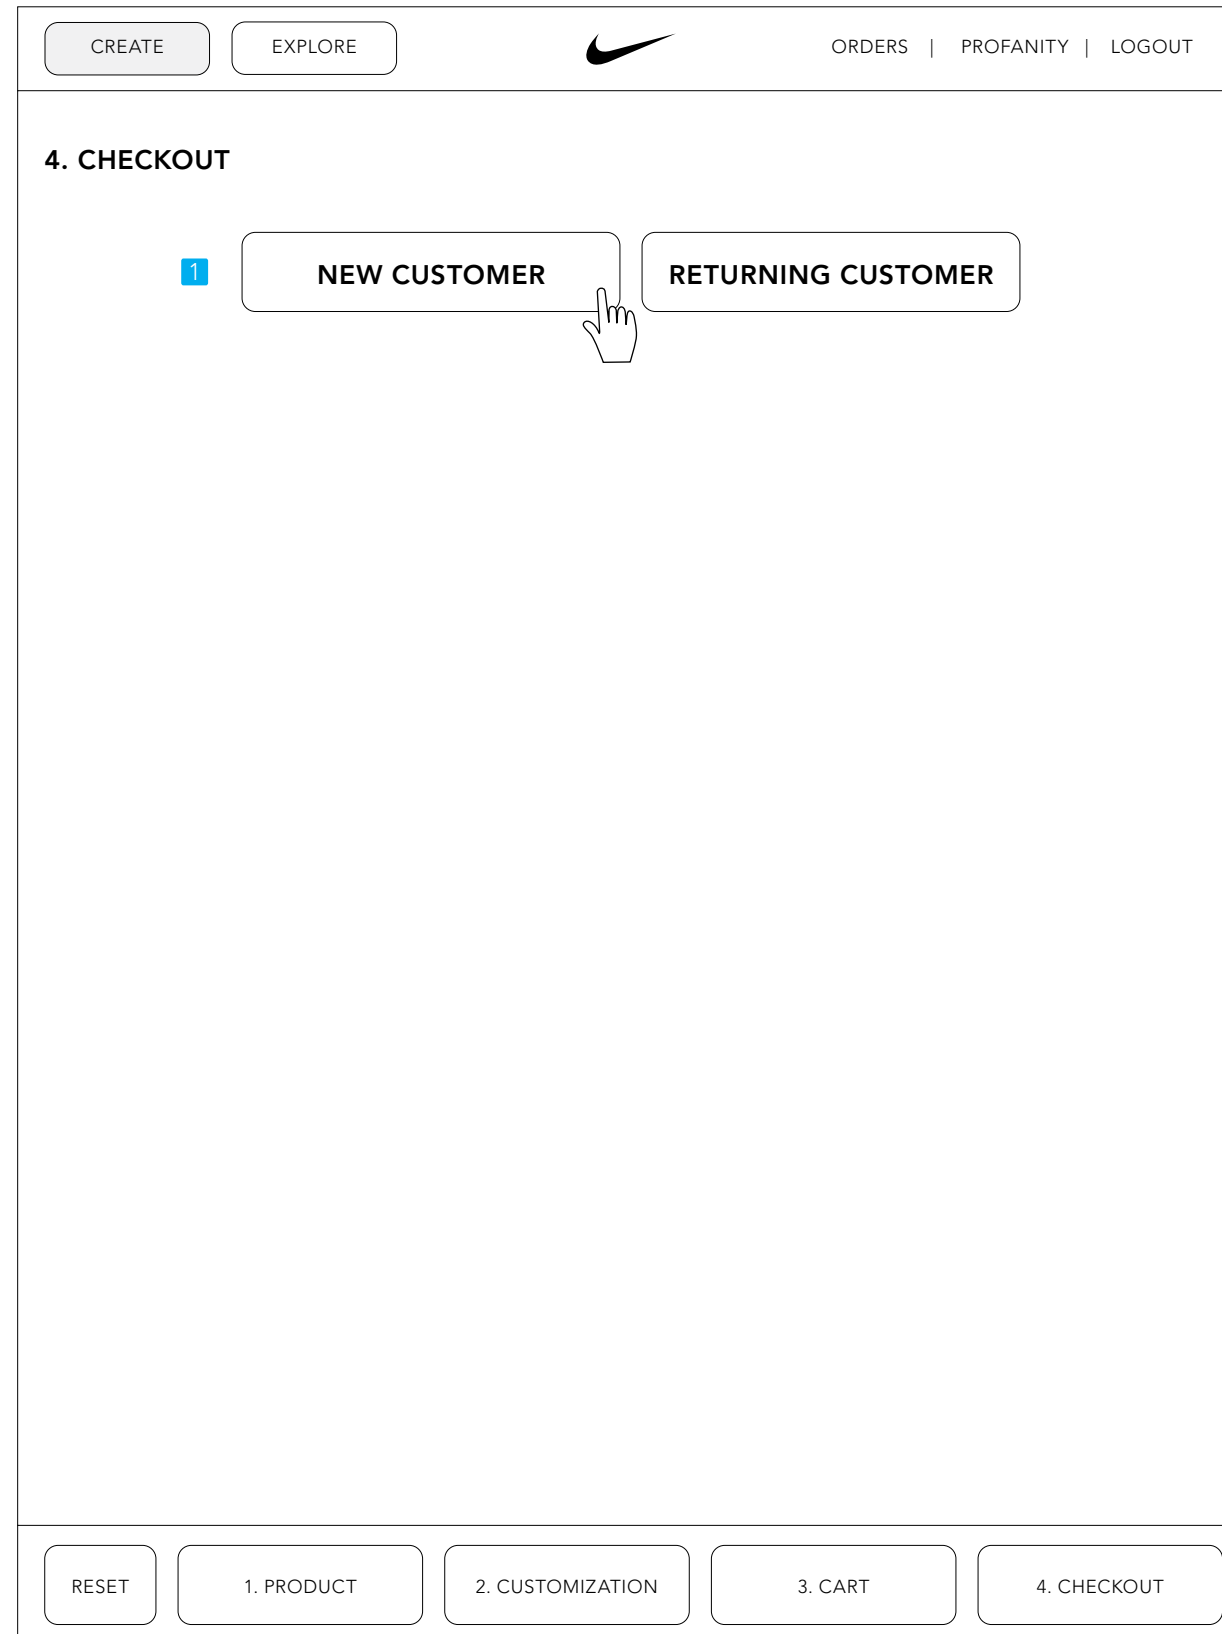 CREATE EXPLORE ORDERS | PROFANITY | LOGOUT
4. CHECKOUT
1 NEW CUSTOMER RETURNING CUSTOMER
RESET 1. PRODUCT 2. CUSTOMIZATION 3. CART 4. CHECKOUT